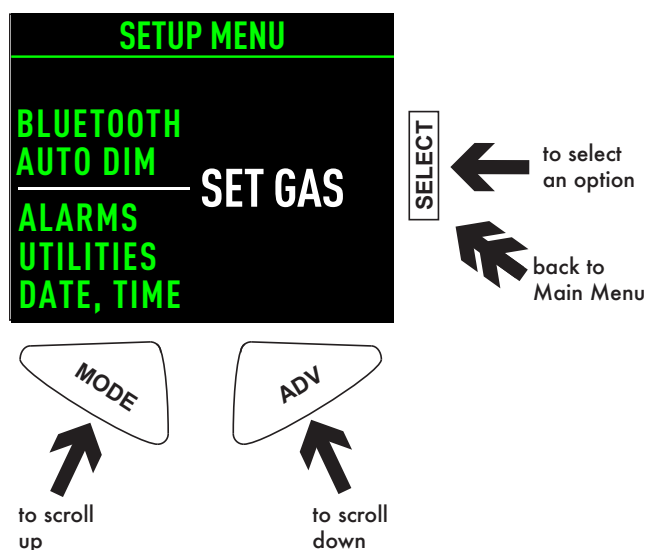 SETUP MENU
BLUETOOTH
AUTO DIM
SET GAS
ALARMS
UTILITIES
DATE, TIME
SELECT
to select
an option
back to
Main Menu
MODE
ADV
to scroll
up
to scroll
down